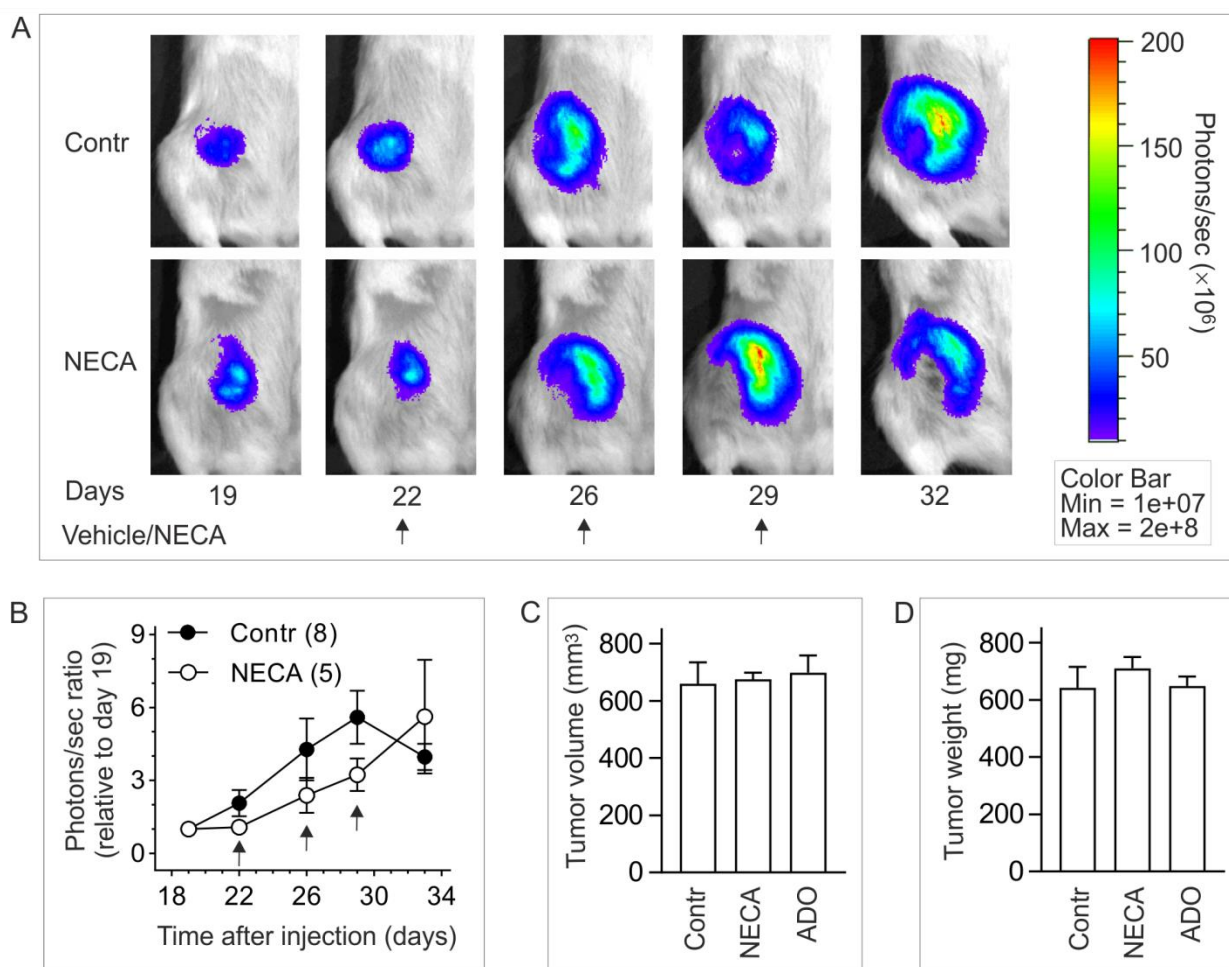 A
Contr
NECA
Days
19
22
26
29
32
Vehicle/NECA
200
150
100
50
Photons/sec (×10⁶)
Color Bar
Min = 1e+07
Max = 2e+8
B
Contr (8)
NECA (5)
9
6
3
0
Photons/sec ratio
(relative to day 19)
18 22 26 30 34
Time after injection (days)
C
800
600
400
200
0
Tumor volume (mm³)
Contr
NECA
ADO
D
800
600
400
200
0
Tumor weight (mg)
Contr
NECA
ADO